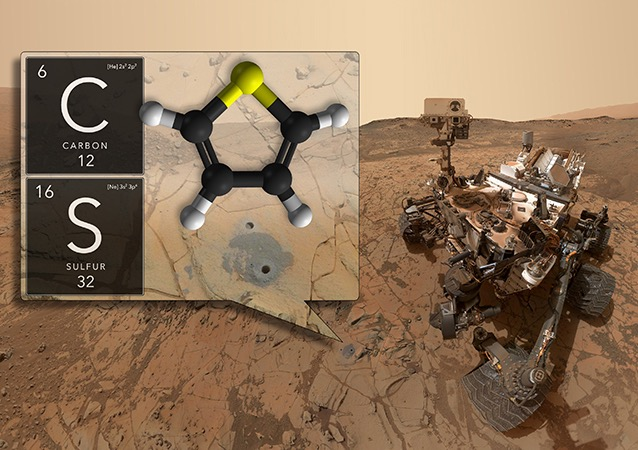 6
[He] 2s² 2p²
C
CARBON
12
16
[Ne] 3s² 3p⁴
S
SULFUR
32